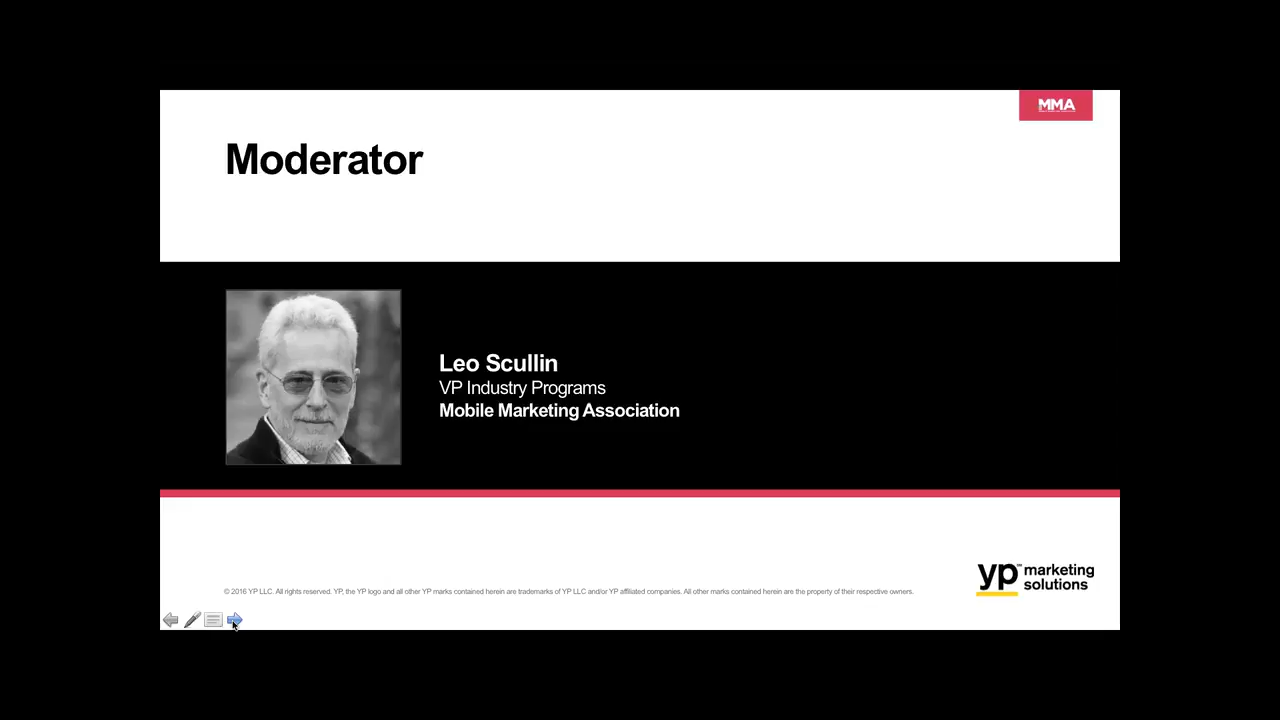 MMA
Moderator
Leo Scullin
VP Industry Programs
Mobile Marketing Association
yp™ marketing
solutions
© 2016 YP LLC. All rights reserved. YP, the YP logo and all other YP marks contained herein are trademarks of YP LLC and/or YP affiliated companies. All other marks contained herein are the property of their respective owners.